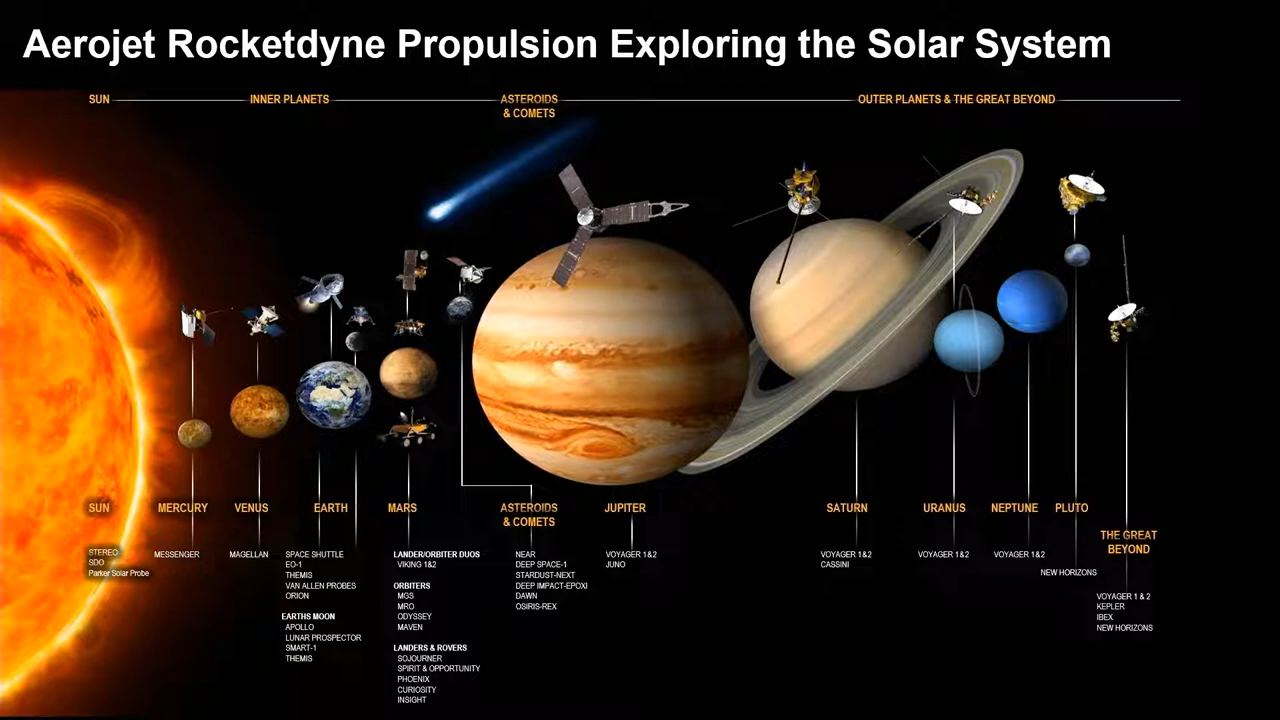 Aerojet Rocketdyne Propulsion Exploring the Solar System
SUN
INNER PLANETS
ASTEROIDS
& COMETS
OUTER PLANETS & THE GREAT BEYOND
SUN
STEREO
SDO
Parker Solar Probe
MERCURY
MESSENGER
VENUS
MAGELLAN
EARTH
SPACE SHUTTLE
EO-1
THEMIS
VAN ALLEN PROBES
ORION
EARTHS MOON
APOLLO
LUNAR PROSPECTOR
SMART-1
THEMIS
MARS
LANDER/ORBITER DUOS
VIKING 1&2
ORBITERS
MGS
MRO
ODYSSEY
MAVEN
LANDERS & ROVERS
SOJOURNER
SPIRIT & OPPORTUNITY
PHOENIX
CURIOSITY
INSIGHT
ASTEROIDS
& COMETS
NEAR
DEEP SPACE-1
STARDUST-NEXT
DEEP IMPACT-EPOXI
DAWN
OSIRIS-REX
JUPITER
VOYAGER 1&2
JUNO
SATURN
VOYAGER 1&2
CASSINI
URANUS
VOYAGER 1&2
NEPTUNE
VOYAGER 1&2
PLUTO
NEW HORIZONS
THE GREAT
BEYOND
VOYAGER 1 & 2
KEPLER
IBEX
NEW HORIZONS